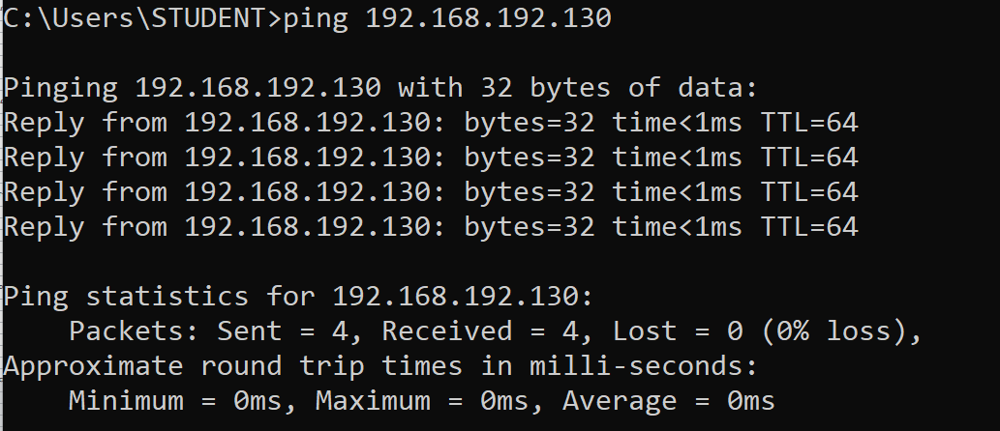 C:\Users\STUDENT>ping 192.168.192.130
Pinging 192.168.192.130 with 32 bytes of data:
Reply from 192.168.192.130: bytes=32 time<1ms TTL=64
Reply from 192.168.192.130: bytes=32 time<1ms TTL=64
Reply from 192.168.192.130: bytes=32 time<1ms TTL=64
Reply from 192.168.192.130: bytes=32 time<1ms TTL=64
Ping statistics for 192.168.192.130:
Packets: Sent = 4, Received = 4, Lost = 0 (0% loss),
Approximate round trip times in milli-seconds:
Minimum = 0ms, Maximum = 0ms, Average = 0ms